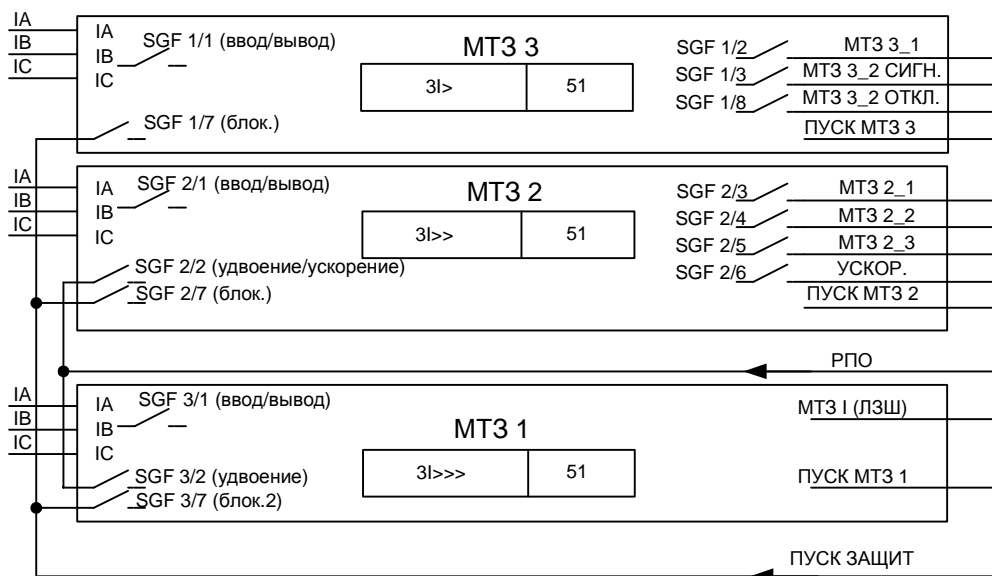 IA
IB
IC
IA
IB
IC
SGF 1/1 (ввод/вывод)
МТЗ 3
3I>
51
SGF 1/2
МТЗ 3_1
SGF 1/3
МТЗ 3_2 СИГН.
SGF 1/8
МТЗ 3_2 ОТКЛ.
SGF 1/7 (блок.)
ПУСК МТЗ 3
IA
IB
IC
IA
IB
IC
SGF 2/1 (ввод/вывод)
МТЗ 2
3I>>
51
SGF 2/3
МТЗ 2_1
SGF 2/4
МТЗ 2_2
SGF 2/5
МТЗ 2_3
SGF 2/6
УСКОР.
SGF 2/2 (удвоение/ускорение)
SGF 2/7 (блок.)
ПУСК МТЗ 2
РПО
IA
IB
IC
IA
IB
IC
SGF 3/1 (ввод/вывод)
МТЗ 1
3I>>>
51
МТЗ I (ЛЗШ)
SGF 3/2 (удвоение)
SGF 3/7 (блок.2)
ПУСК МТЗ 1
ПУСК ЗАЩИТ